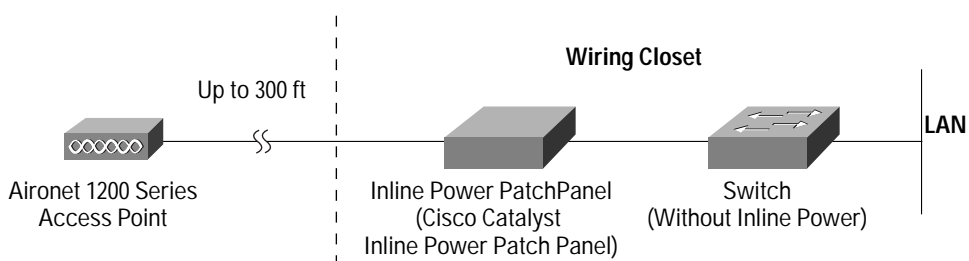 Wiring Closet
Up to 300 ft
LAN
Aironet 1200 Series
Access Point
Inline Power PatchPanel
(Cisco Catalyst
Inline Power Patch Panel)
Switch
(Without Inline Power)